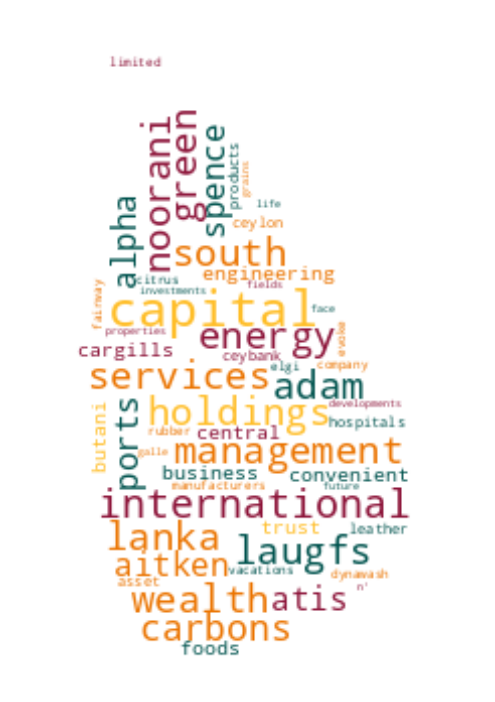 limited
noorani
green
spence
products
grains
life
alpha
ceylon
south
citrus
engineering
investments
fields
fairway
capital
face
properties
energy
evoke
cargills
ceybank
elgi
company
services
adam
butani
ports
holdings
developments
hospitals
rubber
central
galle
management
business
convenient
manufacturers
future
international
lanka
trust
leather
laugfs
aitken
vacations
dynawash
asset
n'
wealth
atis
carbons
foods